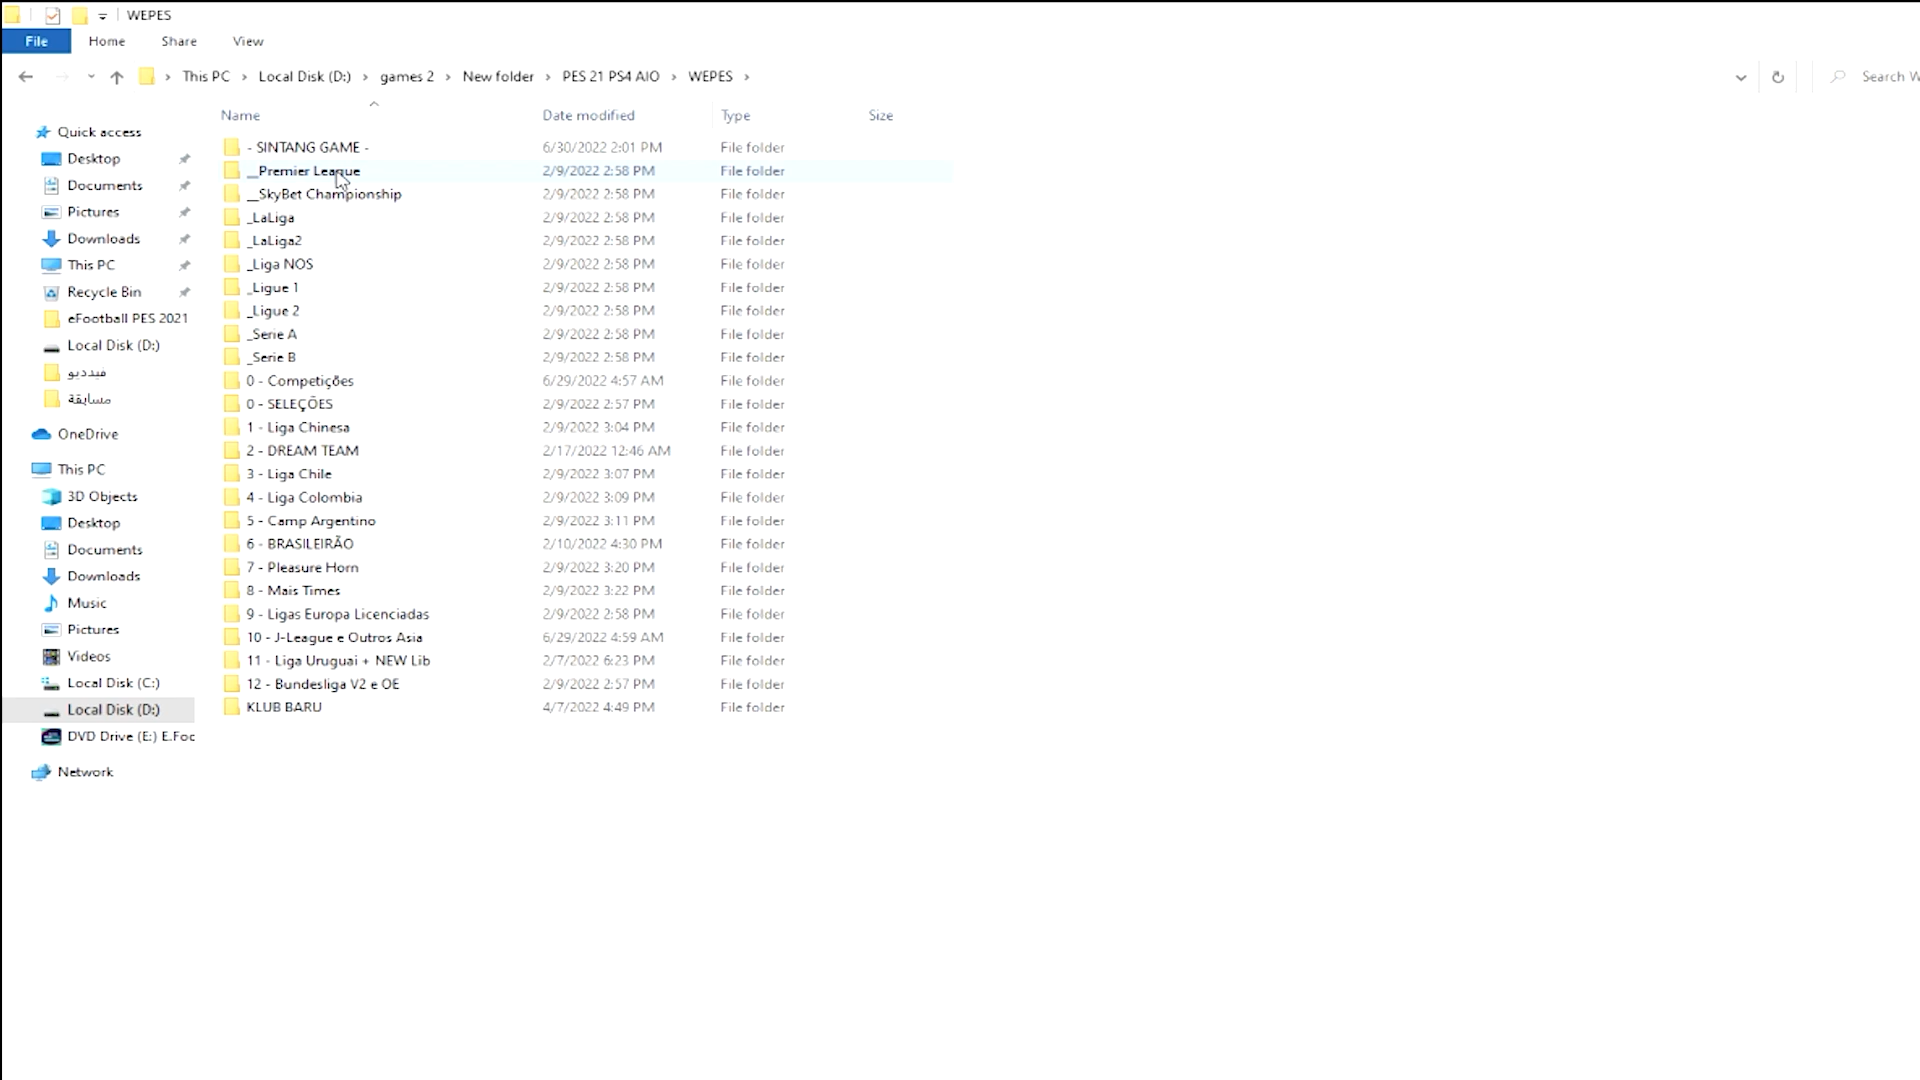 WEPES
File Home Share View
This PC Local Disk (D:) games 2 New folder PES 21 PS4 AIO WEPES Search W
Name Date modified Type Size
Quick access
Desktop
Documents
Pictures
Downloads
This PC
Recycle Bin
eFootball PES 2021
Local Disk (D:)
فيدديو
مسابقة
OneDrive
This PC
3D Objects
Desktop
Documents
Downloads
Music
Pictures
Videos
Local Disk (C:)
Local Disk (D:)
DVD Drive (E:) E.Foc
Network
- SINTANG GAME - 6/30/2022 2:01 PM File folder
__Premier League 2/9/2022 2:58 PM File folder
__SkyBet Championship 2/9/2022 2:58 PM File folder
_LaLiga 2/9/2022 2:58 PM File folder
_LaLiga2 2/9/2022 2:58 PM File folder
_Liga NOS 2/9/2022 2:58 PM File folder
_Ligue 1 2/9/2022 2:58 PM File folder
_Ligue 2 2/9/2022 2:58 PM File folder
_Serie A 2/9/2022 2:58 PM File folder
_Serie B 2/9/2022 2:58 PM File folder
0 - Competições 6/29/2022 4:57 AM File folder
0 - SELEÇÕES 2/9/2022 2:57 PM File folder
1 - Liga Chinesa 2/9/2022 3:04 PM File folder
2 - DREAM TEAM 2/17/2022 12:46 AM File folder
3 - Liga Chile 2/9/2022 3:07 PM File folder
4 - Liga Colombia 2/9/2022 3:09 PM File folder
5 - Camp Argentino 2/9/2022 3:11 PM File folder
6 - BRASILEIRÃO 2/10/2022 4:30 PM File folder
7 - Pleasure Horn 2/9/2022 3:20 PM File folder
8 - Mais Times 2/9/2022 3:22 PM File folder
9 - Ligas Europa Licenciadas 2/9/2022 2:58 PM File folder
10 - J-League e Outros Asia 6/29/2022 4:59 AM File folder
11 - Liga Uruguai + NEW Lib 2/7/2022 6:23 PM File folder
12 - Bundesliga V2 e OE 2/9/2022 2:57 PM File folder
KLUB BARU 4/7/2022 4:49 PM File folder